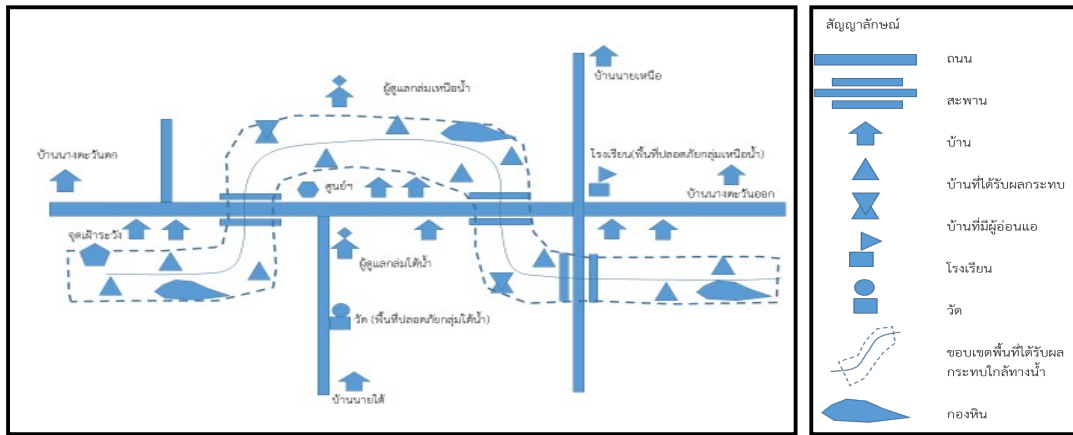 บ้านนายเหนือ
ผู้ดูแลกลุ่มเหนือน้ำ
บ้านนางตะวันตก
โรงเรียน(พื้นที่ปลอดภัยกลุ่มเหนือน้ำ)
ศูนย์ฯ
บ้านนางตะวันออก
จุดเฝ้าระวัง
ผู้ดูแลกลุ่มใต้น้ำ
วัด (พื้นที่ปลอดภัยกลุ่มใต้น้ำ)
บ้านนายใต้
สัญญาลักษณ์
ถนน
สะพาน
บ้าน
บ้านที่ได้รับผลกระทบ
บ้านที่มีผู้อ่อนแอ
โรงเรียน
วัด
ขอบเขตพื้นที่ได้รับผล
กระทบใกล้ทางน้ำ
กองหิน